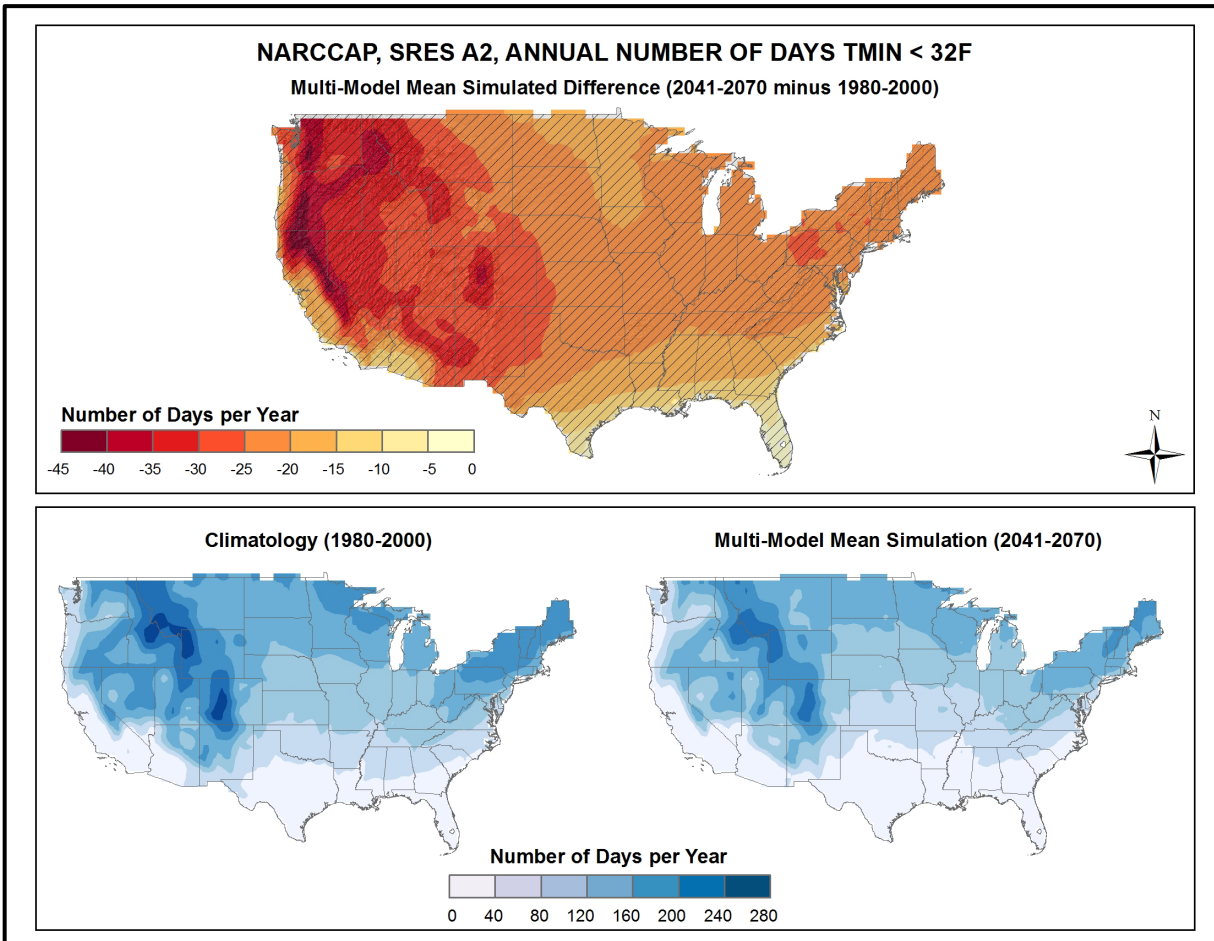 NARCCAP, SRES A2, ANNUAL NUMBER OF DAYS TMIN < 32F
Multi-Model Mean Simulated Difference (2041-2070 minus 1980-2000)
Number of Days per Year
-45 -40 -35 -30 -25 -20 -15 -10 -5 0
N
Climatology (1980-2000)
Multi-Model Mean Simulation (2041-2070)
Number of Days per Year
0 40 80 120 160 200 240 280